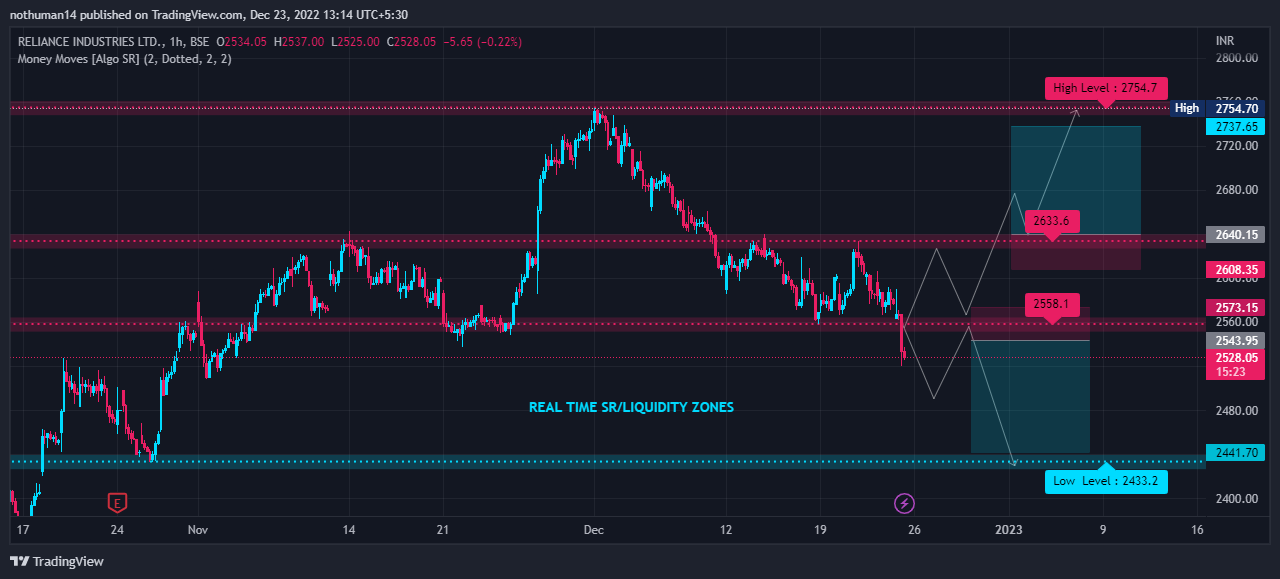 nothuman14 published on TradingView.com, Dec 23, 2022 13:14 UTC+5:30
RELIANCE INDUSTRIES LTD., 1h, BSE O2534.05 H2537.00 L2525.00 C2528.05 −5.65 (−0.22%)
Money Moves [Algo SR] (2, Dotted, 2, 2)
INR
2800.00
High Level : 2754.7
High 2754.70
2737.65
2720.00
2680.00
2633.6
2640.15
2608.35
2600.00
2558.1
2573.15
2560.00
2543.95
2528.05
15:23
REAL TIME SR/LIQUIDITY ZONES
2480.00
2441.70
Low Level : 2433.2
2400.00
E
17 24 Nov 14 21 Dec 12 19 26 2023 9 16
TradingView